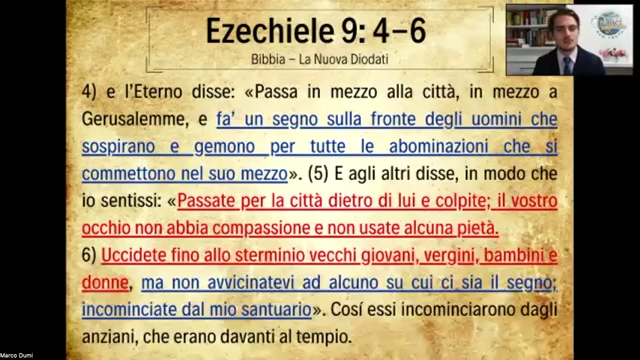 Ezechiele 9: 4–6
Bibbia – La Nuova Diodati
4) e l'Eterno disse: «Passa in mezzo alla città, in mezzo a
Gerusalemme, e fa' un segno sulla fronte degli uomini che
sospirano e gemono per tutte le abominazioni che si
commettono nel suo mezzo». (5) E agli altri disse, in modo che
io sentissi: «Passate per la città dietro di lui e colpite; il vostro
occhio non abbia compassione e non usate alcuna pietà.
6) Uccidete fino allo sterminio vecchi giovani, vergini, bambini e
donne, ma non avvicinatevi ad alcuno su cui ci sia il segno;
incominciate dal mio santuario». Cosí essi incominciarono dagli
anziani, che erano davanti al tempio.
Marco Dumi